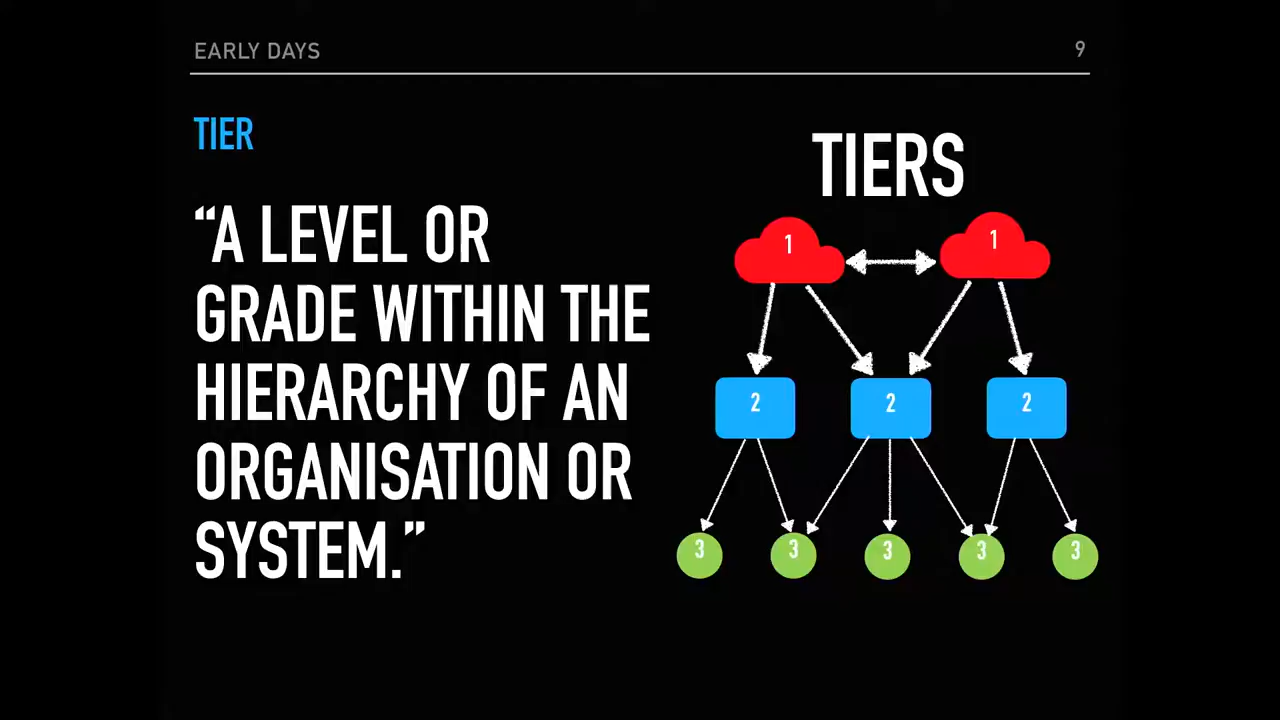 EARLY DAYS
9
TIER
“A LEVEL OR
GRADE WITHIN THE
HIERARCHY OF AN
ORGANISATION OR
SYSTEM.”
TIERS
1
1
2
2
2
3
3
3
3
3